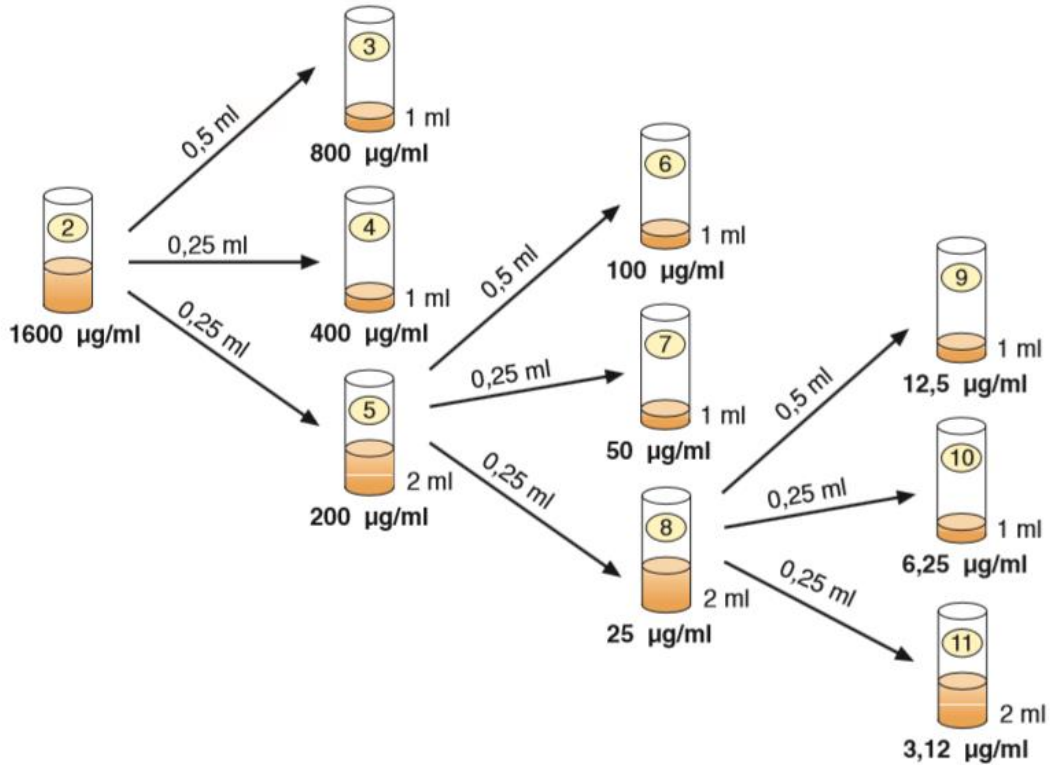 3
1 ml
800 µg/ml
0,5 ml
2
1600 µg/ml
0,25 ml
4
1 ml
400 µg/ml
0,25 ml
5
2 ml
200 µg/ml
0,5 ml
6
1 ml
100 µg/ml
0,25 ml
7
1 ml
50 µg/ml
0,25 ml
8
2 ml
25 µg/ml
0,5 ml
9
1 ml
12,5 µg/ml
0,25 ml
10
1 ml
6,25 µg/ml
0,25 ml
11
2 ml
3,12 µg/ml